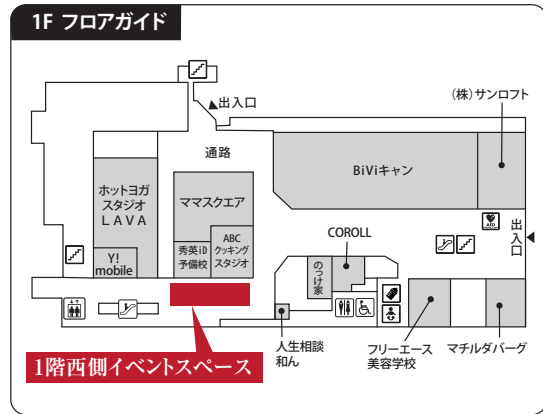 1F フロアガイド
(株)サンロフト
▲出入口
通路
BiViキャン
ホットヨガ
スタジオ
LAVA
ママスクエア
AED
出入口
COROLL
ABC
クッキング
スタジオ
秀英iD
予備校
Y!
mobile
のっけ家
人生相談
和ん
フリーエース
美容学校
マチルダバーグ
1階西側イベントスペース